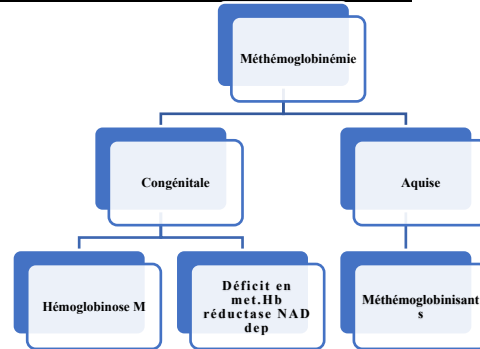 Méthémoglobinémie
Congénitale
Aquise
Hémoglobinose M
Déficit en
met.Hb
réductase NAD
dep
Méthémoglobinisant
s